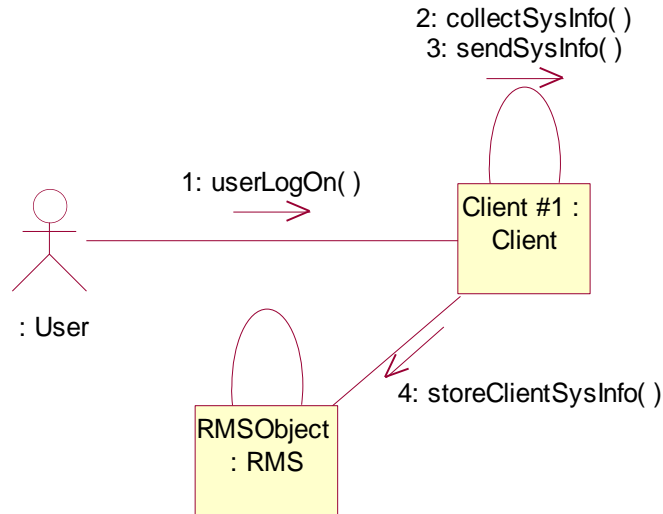 2: collectSysInfo( )
3: sendSysInfo( )
1: userLogOn( )
Client #1 :
Client
: User
4: storeClientSysInfo( )
RMSObject
: RMS